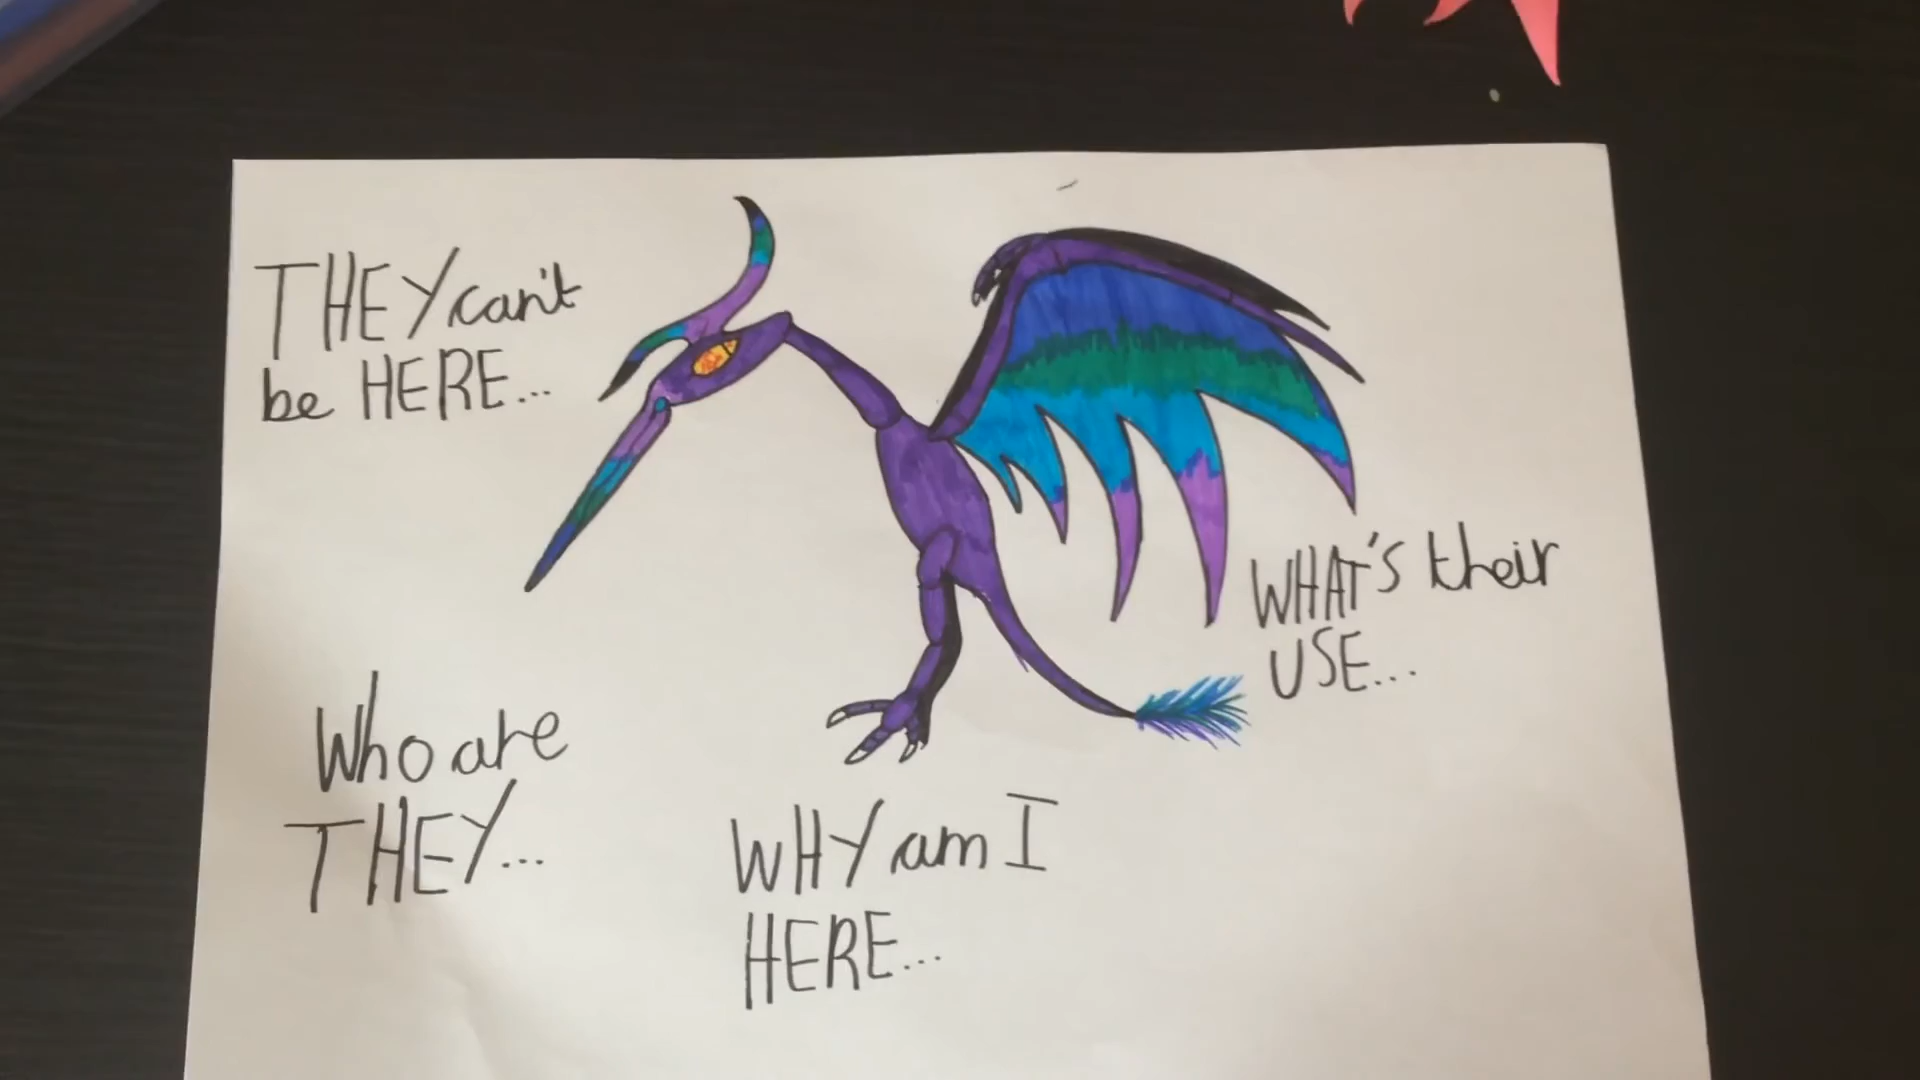 THEY can't
be HERE...
WHAT'S their
USE...
Who are
THEY...
WHY am I
HERE...